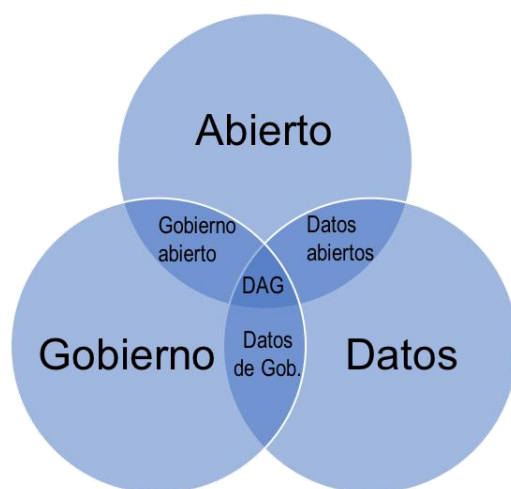 Abierto
Gobierno
abierto
Datos
abiertos
DAG
Gobierno
Datos
de Gob.
Datos